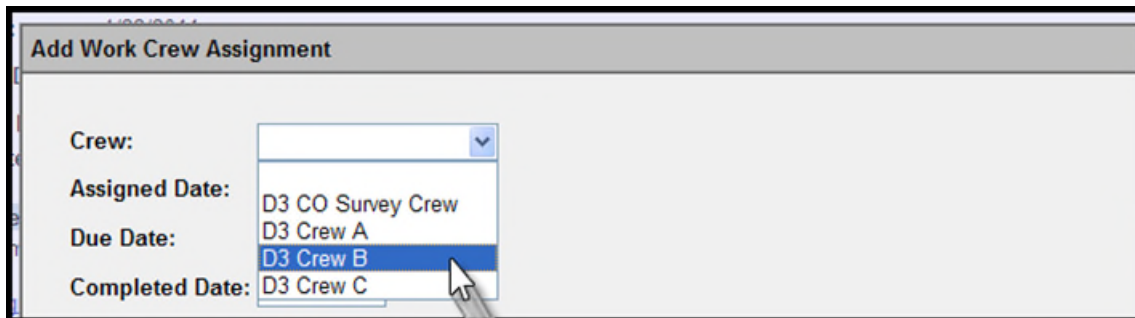 Add Work Crew Assignment
Crew:
Assigned Date:
D3 CO Survey Crew
D3 Crew A
Due Date:
D3 Crew B
Completed Date:
D3 Crew C